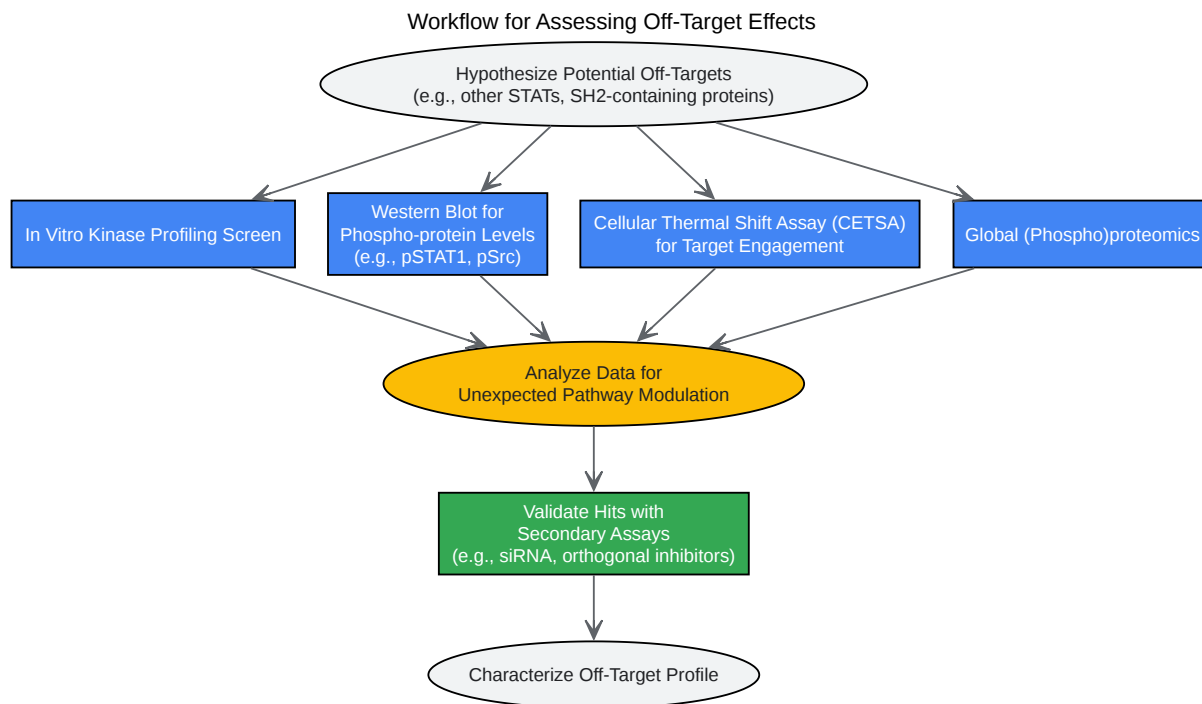 Workflow for Assessing Off-Target Effects
Hypothesize Potential Off-Targets
(e.g., other STATs, SH2-containing proteins)
In Vitro Kinase Profiling Screen
Western Blot for
Phospho-protein Levels
(e.g., pSTAT1, pSrc)
Cellular Thermal Shift Assay (CETSA)
for Target Engagement
Global (Phospho)proteomics
Analyze Data for
Unexpected Pathway Modulation
Validate Hits with
Secondary Assays
(e.g., siRNA, orthogonal inhibitors)
Characterize Off-Target Profile